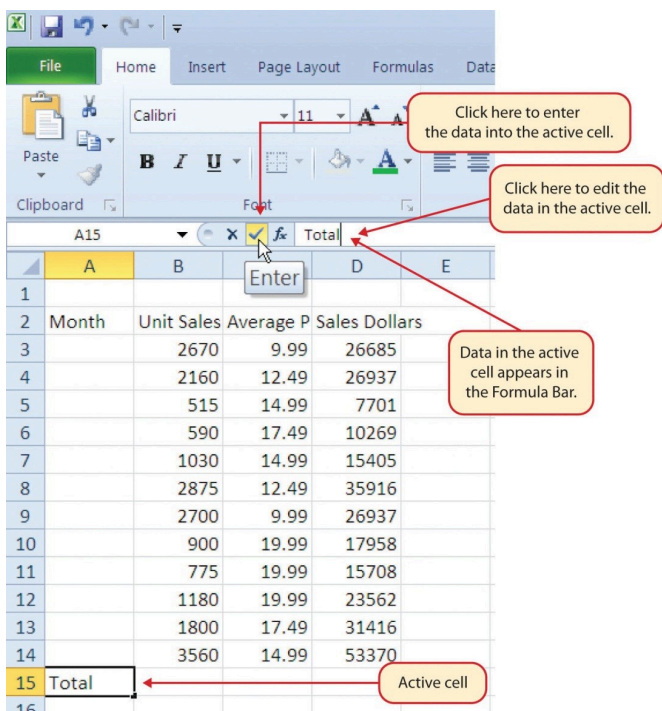 File Home Insert Page Layout Formulas Data
Calibri 11 A A
Click here to enter
the data into the active cell.
Paste
B I U A
Clipboard Font
Click here to edit the
data in the active cell.
A15 fx Total
Enter
A B D E
1
2 Month Unit Sales Average P Sales Dollars
3 2670 9.99 26685
4 2160 12.49 26937
5 515 14.99 7701
6 590 17.49 10269
7 1030 14.99 15405
8 2875 12.49 35916
9 2700 9.99 26937
10 900 19.99 17958
11 775 19.99 15708
12 1180 19.99 23562
13 1800 17.49 31416
14 3560 14.99 53370
15 Total
16
Data in the active
cell appears in
the Formula Bar.
Active cell